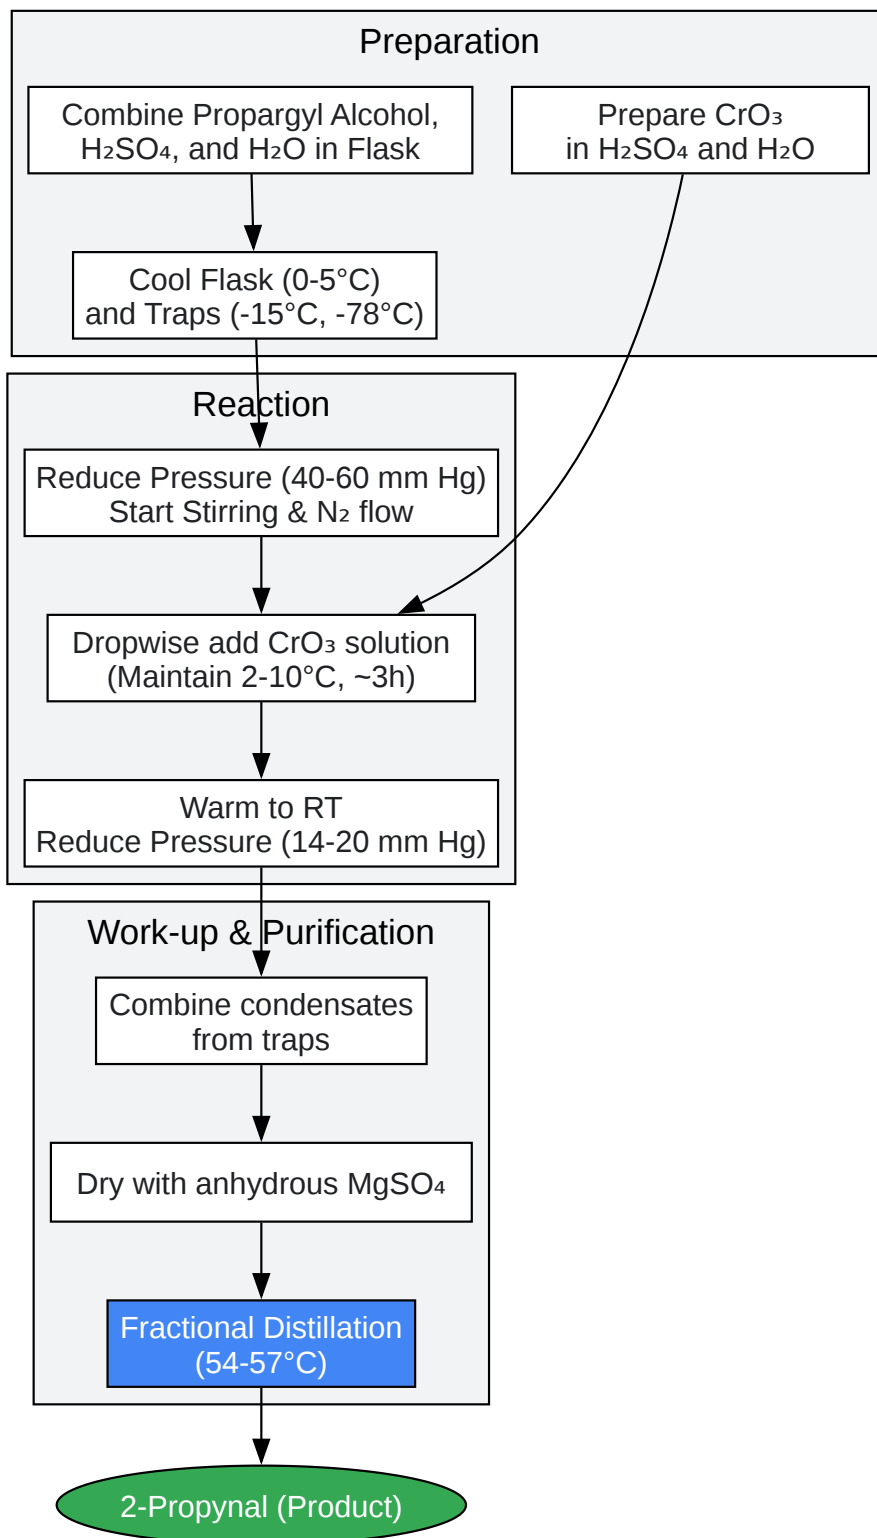 Preparation
Combine Propargyl Alcohol,
H₂SO₄, and H₂O in Flask
Prepare CrO₃
in H₂SO₄ and H₂O
Cool Flask (0-5°C)
and Traps (-15°C, -78°C)
Reaction
Reduce Pressure (40-60 mm Hg)
Start Stirring & N₂ flow
Dropwise add CrO₃ solution
(Maintain 2-10°C, ~3h)
Warm to RT
Reduce Pressure (14-20 mm Hg)
Work-up & Purification
Combine condensates
from traps
Dry with anhydrous MgSO₄
Fractional Distillation
(54-57°C)
2-Propynal (Product)